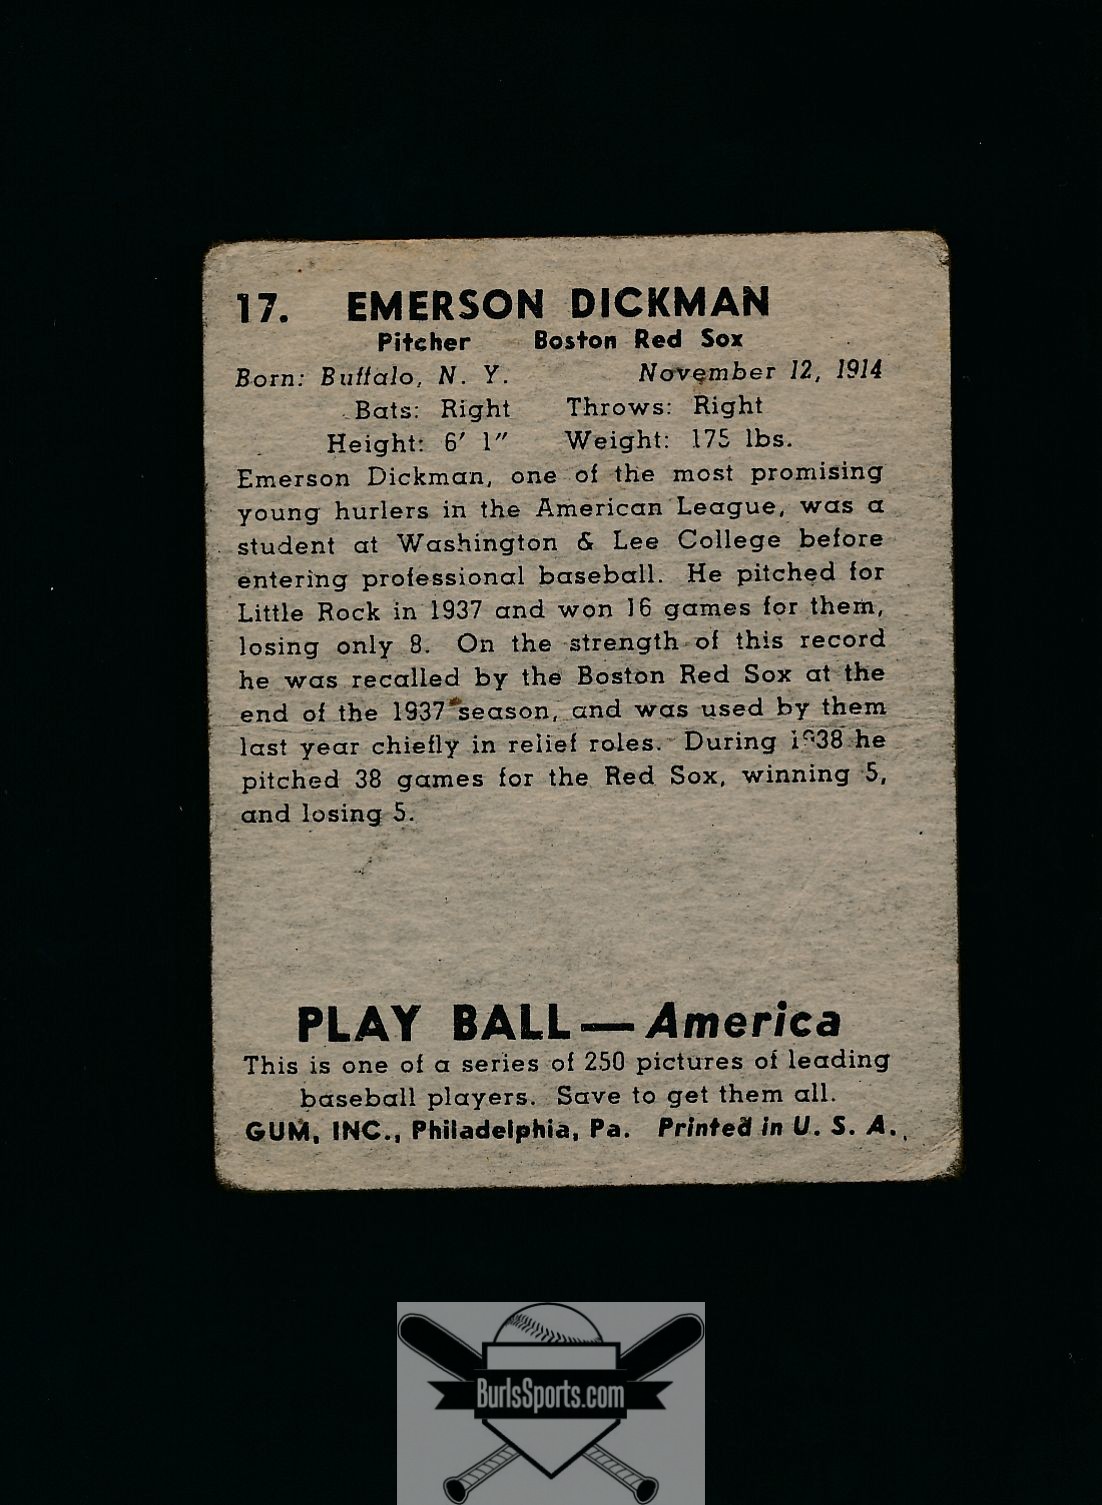 17. EMERSON DICKMAN
Pitcher Boston Red Sox
Born: Buffalo, N. Y. November 12, 1914
Bats: Right Throws: Right
Height: 6′ 1″ Weight: 175 lbs.
Emerson Dickman, one of the most promising
young hurlers in the American League, was a
student at Washington & Lee College before
entering professional baseball. He pitched for
Little Rock in 1937 and won 16 games for them,
losing only 8. On the strength of this record
he was recalled by the Boston Red Sox at the
end of the 1937 season, and was used by them
last year chiefly in relief roles. During 1938 he
pitched 38 games for the Red Sox, winning 5,
and losing 5.
PLAY BALL — America
This is one of a series of 250 pictures of leading
baseball players. Save to get them all.
GUM, INC., Philadelphia, Pa. Printed in U. S. A.
BurlsSports.com